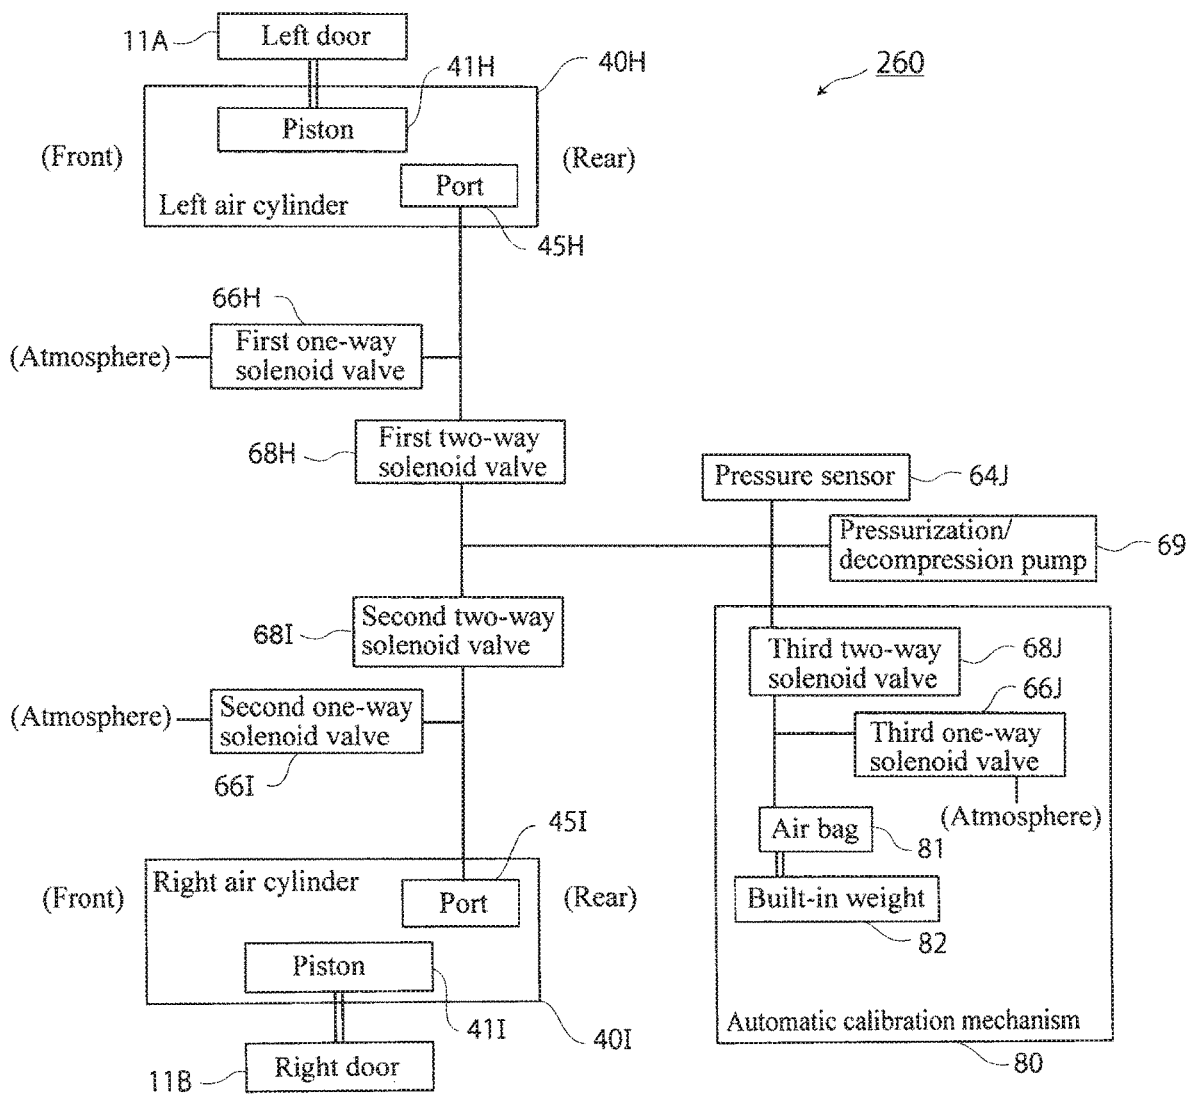 11A
Left door
41H
40H
260
Piston
(Front)
(Rear)
Port
Left air cylinder
45H
66H
(Atmosphere)
First one-way
solenoid valve
68H
First two-way
solenoid valve
Pressure sensor
64J
Pressurization/
decompression pump
69
68I
Second two-way
solenoid valve
Third two-way
solenoid valve
68J
66J
(Atmosphere)
Second one-way
solenoid valve
66I
Third one-way
solenoid valve
(Atmosphere)
45I
Air bag
81
Right air cylinder
(Front)
Port
(Rear)
Built-in weight
82
Piston
41I
40I
Automatic calibration mechanism
80
11B
Right door